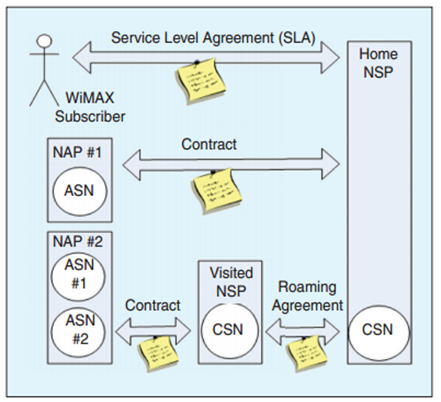 Service Level Agreement (SLA)
Home
NSP
WiMAX
Subscriber
NAP #1
Contract
ASN
NAP #2
ASN
#1
Visited
NSP
Roaming
Agreement
Contract
ASN
#2
CSN
CSN